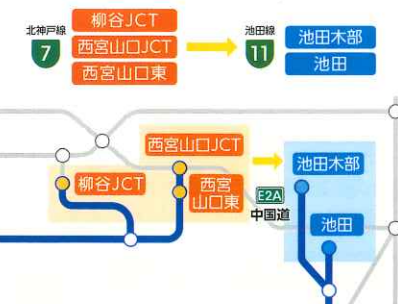 北神戸線
7
柳谷JCT
西宮山口JCT
西宮山口東
池田線
11
池田木部
池田
西宮山口JCT
柳谷JCT
西宮
山口東
E2A
中国道
池田木部
池田